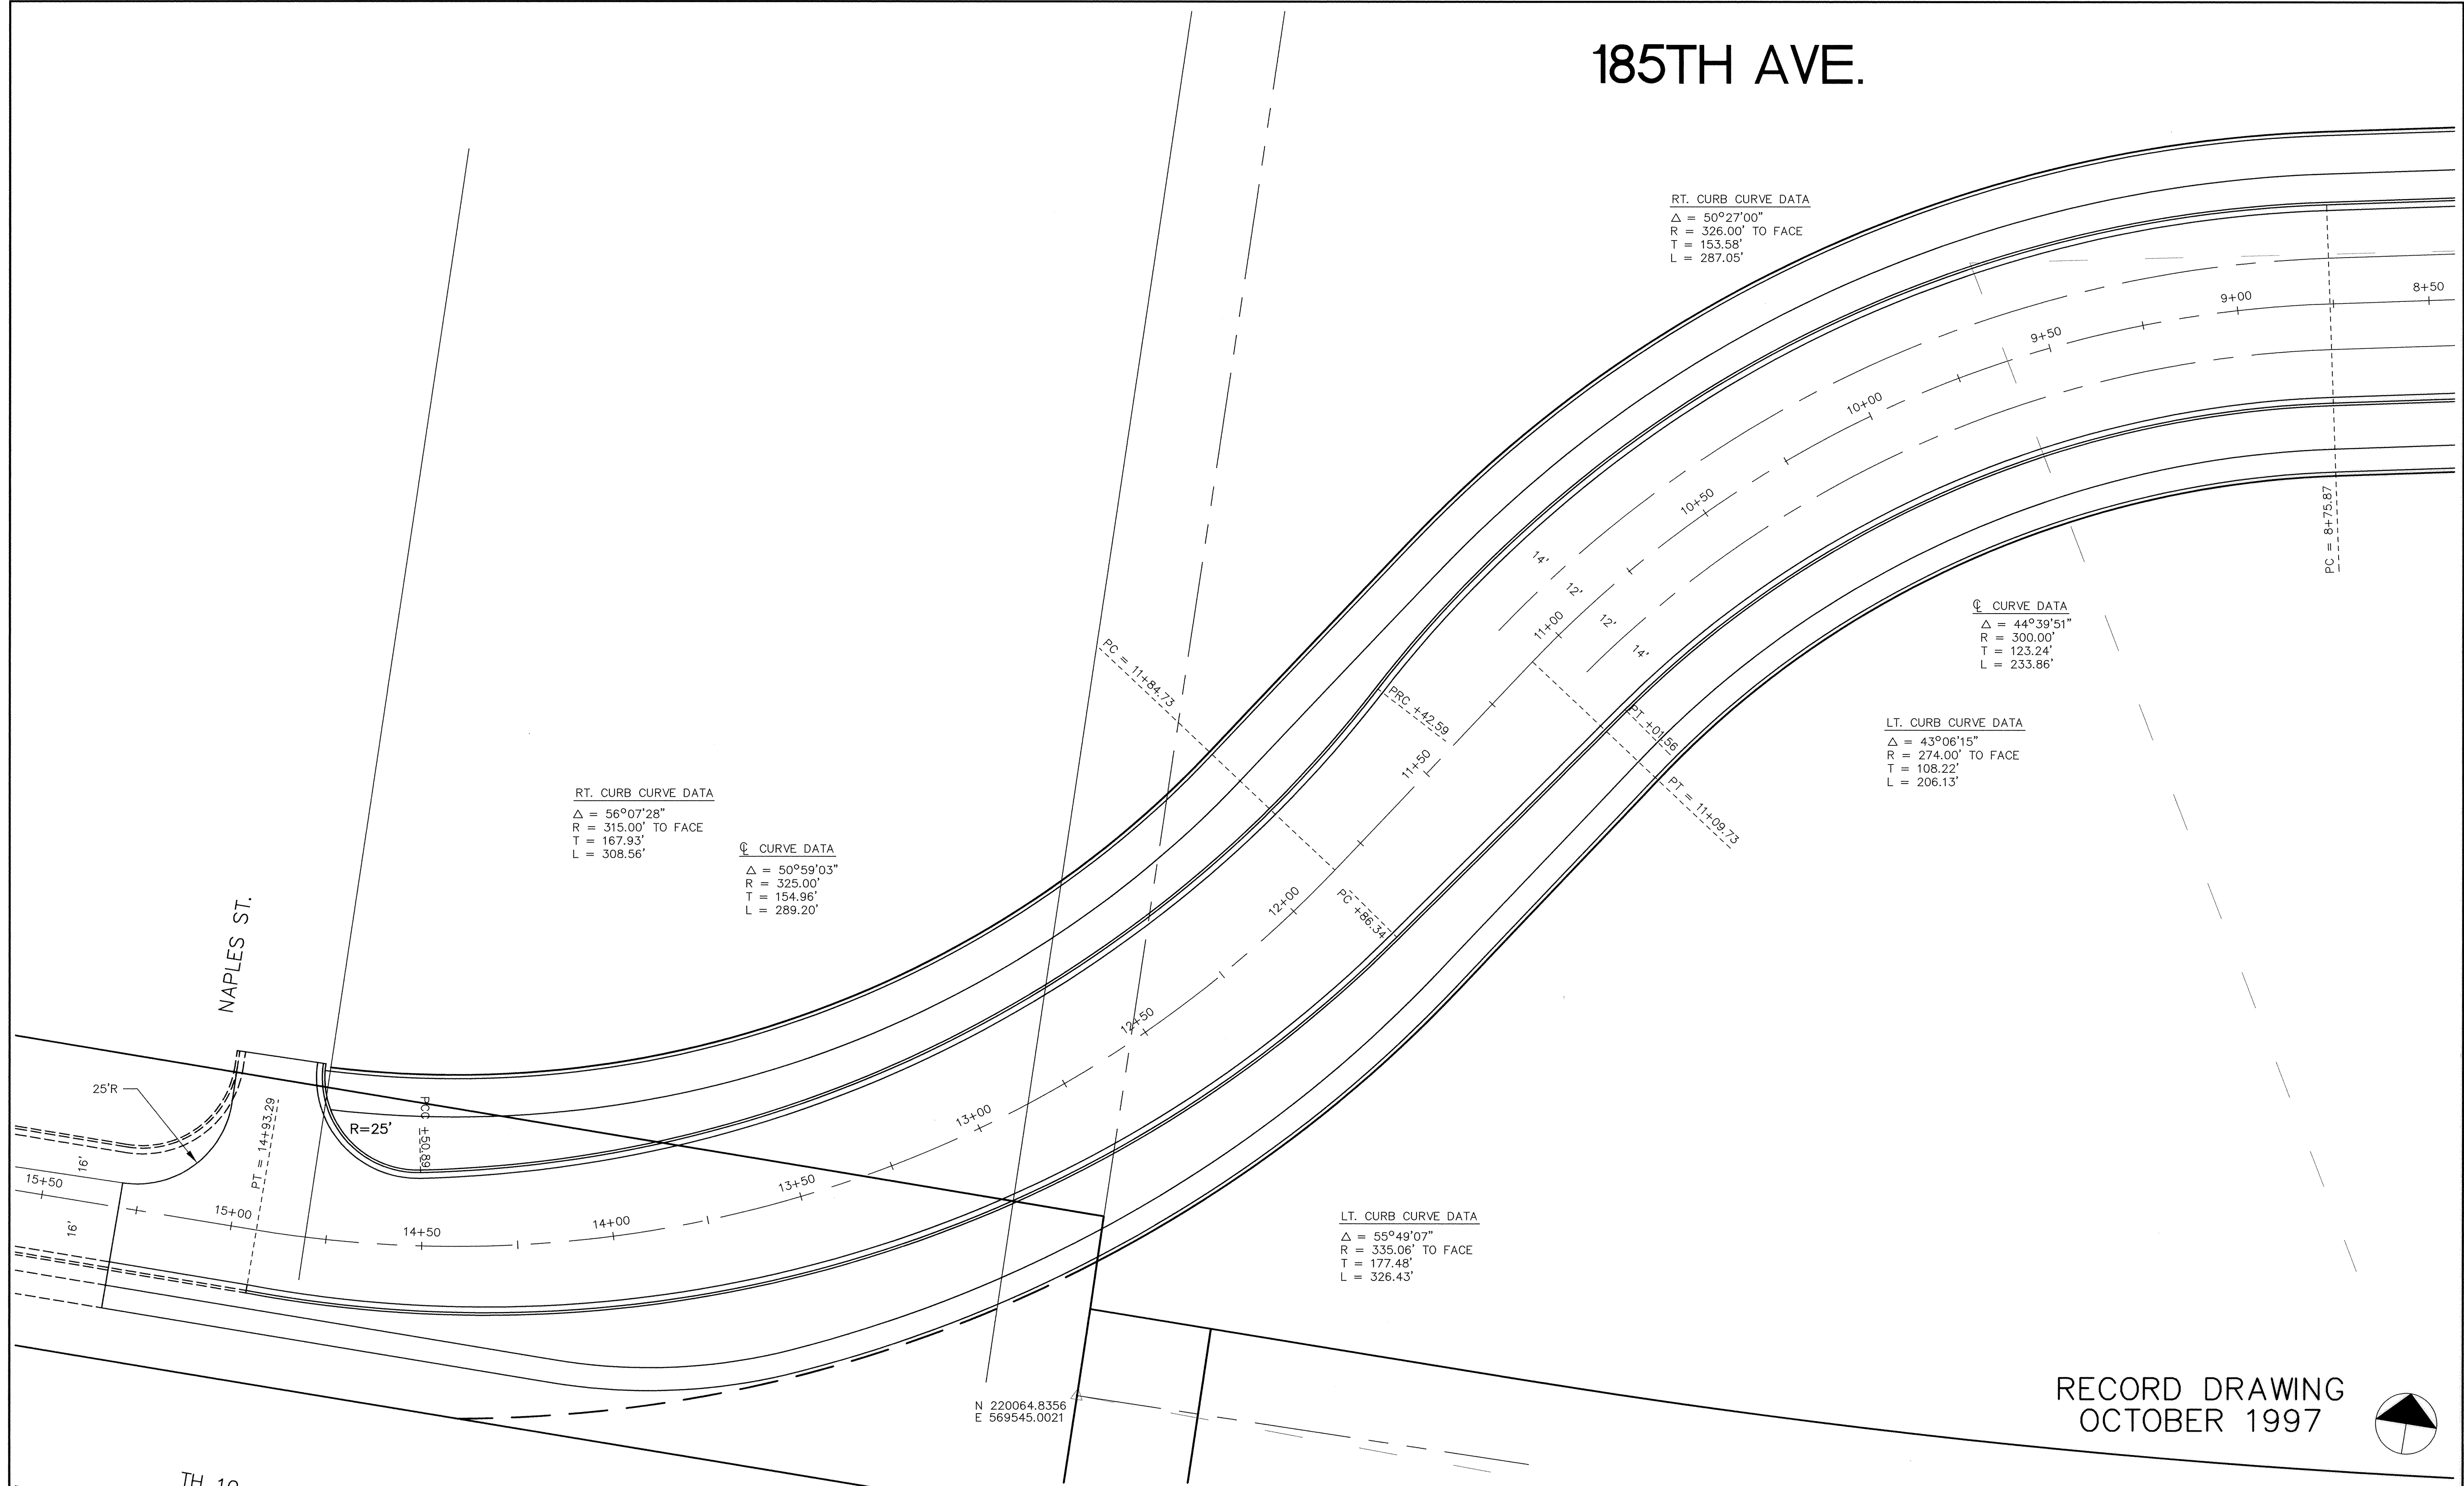 185TH AVE.
RT. CURB CURVE DATA
Δ = 50°27'00"
R = 326.00' TO FACE
T = 153.58'
L = 287.05'
8+50
9+00
9+50
10+00
10+50
11+00
11+50
12+00
12+50
13+00
13+50
14+00
14+50
15+00
15+50
PC = 8+75.87
14'
12'
12'
14'
℄ CURVE DATA
Δ = 44°39'51"
R = 300.00'
T = 123.24'
L = 233.86'
PC = 11+84.73
PRC +42.59
PT +01.56
PT = 11+09.73
LT. CURB CURVE DATA
Δ = 43°06'15"
R = 274.00' TO FACE
T = 108.22'
L = 206.13'
RT. CURB CURVE DATA
Δ = 56°07'28"
R = 315.00' TO FACE
T = 167.93'
L = 308.56'
℄ CURVE DATA
Δ = 50°59'03"
R = 325.00'
T = 154.96'
L = 289.20'
PC +86.34
NAPLES ST.
25'R
R=25'
PCC +50.89
PT = 14+93.29
16'
16'
LT. CURB CURVE DATA
Δ = 55°49'07"
R = 335.06' TO FACE
T = 177.48'
L = 326.43'
N 220064.8356
E 569545.0021
RECORD DRAWING
OCTOBER 1997
TH 10